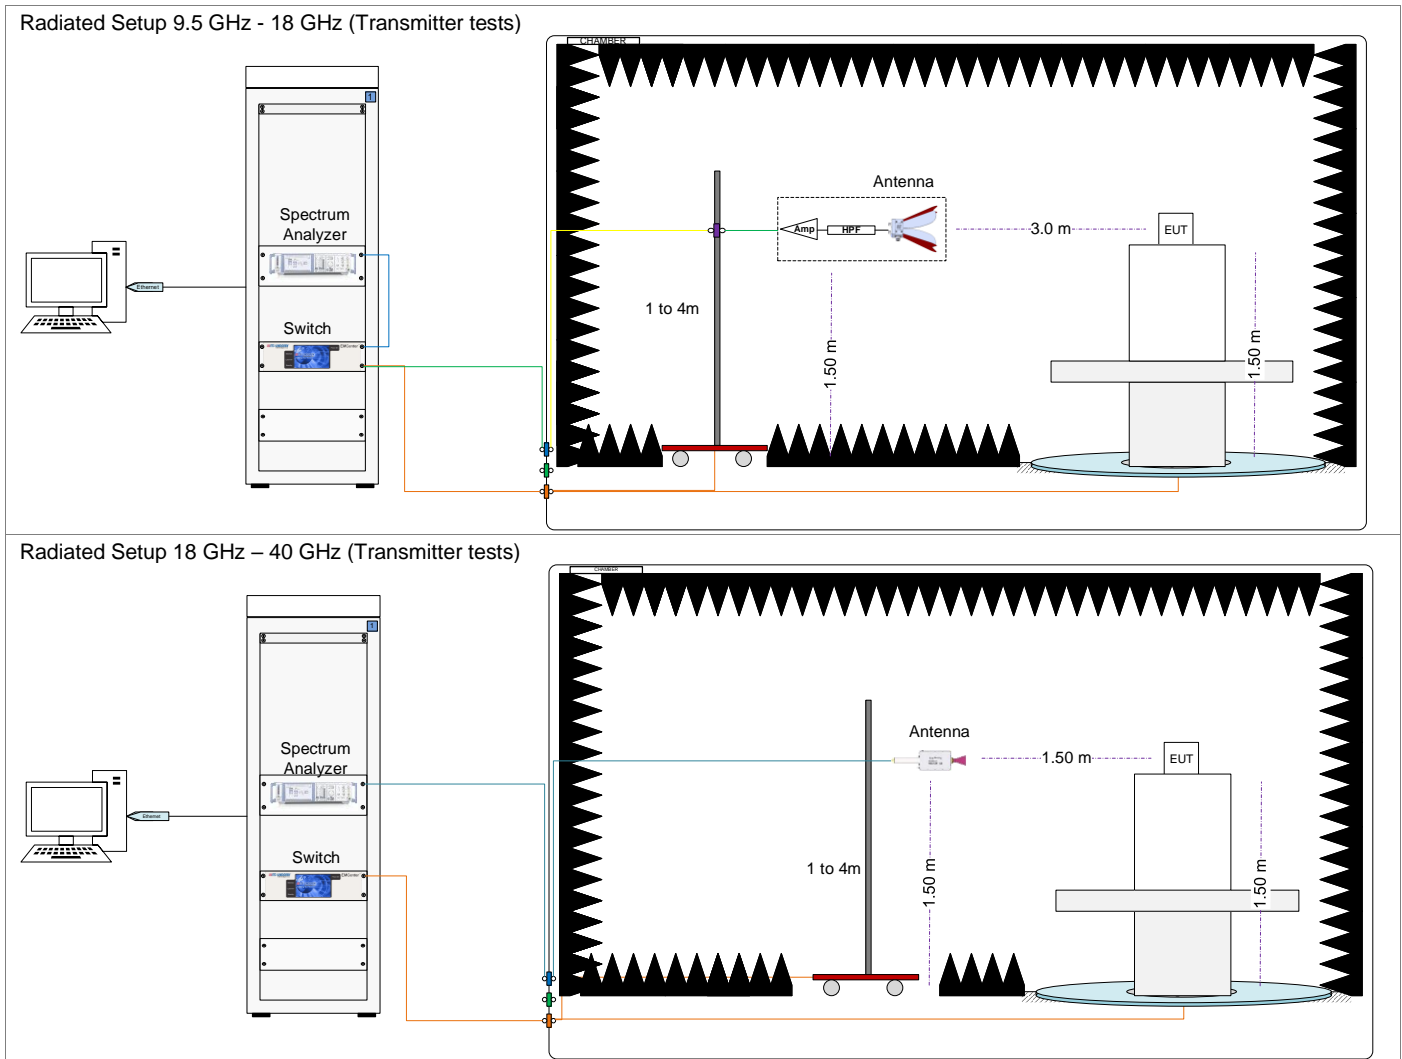 Radiated Setup 9.5 GHz - 18 GHz (Transmitter tests)
CHAMBER
1
Antenna
Spectrum
Analyzer
Amp
HPF
3.0 m
EUT
Ethernet
1 to 4m
Switch
1.50 m
1.50 m
Radiated Setup 18 GHz – 40 GHz (Transmitter tests)
CHAMBER
1
Antenna
Spectrum
Analyzer
1.50 m
EUT
Ethernet
Switch
1 to 4m
1.50 m
1.50 m